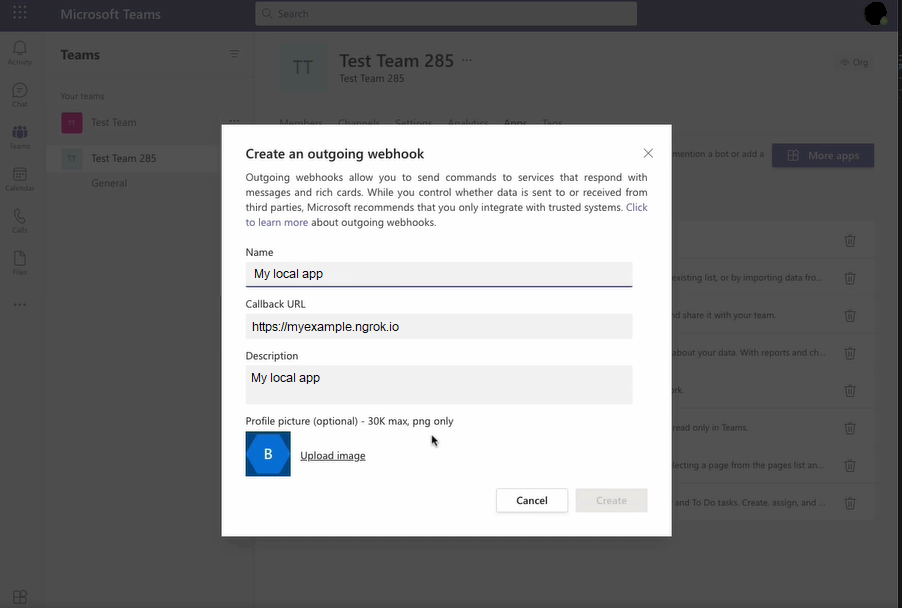 Microsoft Teams
Search
Activity
Chat
Teams
Calendar
Calls
Files
Teams
Your teams
TT
Test Team
TT
Test Team 285
General
TT
Test Team 285 ...
Test Team 285
Org
Members Channels Settings Analytics Apps Tags
mention a bot or add a
More apps
existing list, or by importing data fro...
nd share it with your team.
about your data. With reports and ch...
rk.
read only in Teams.
lecting a page from the pages list an...
and To Do tasks. Create, assign, and ...
Create an outgoing webhook
Outgoing webhooks allow you to send commands to services that respond with
messages and rich cards. While you control whether data is sent to or received from
third parties, Microsoft recommends that you only integrate with trusted systems. Click
to learn more about outgoing webhooks.
Name
My local app
Callback URL
https://myexample.ngrok.io
Description
My local app
Profile picture (optional) - 30K max, png only
B
Upload image
Cancel
Create